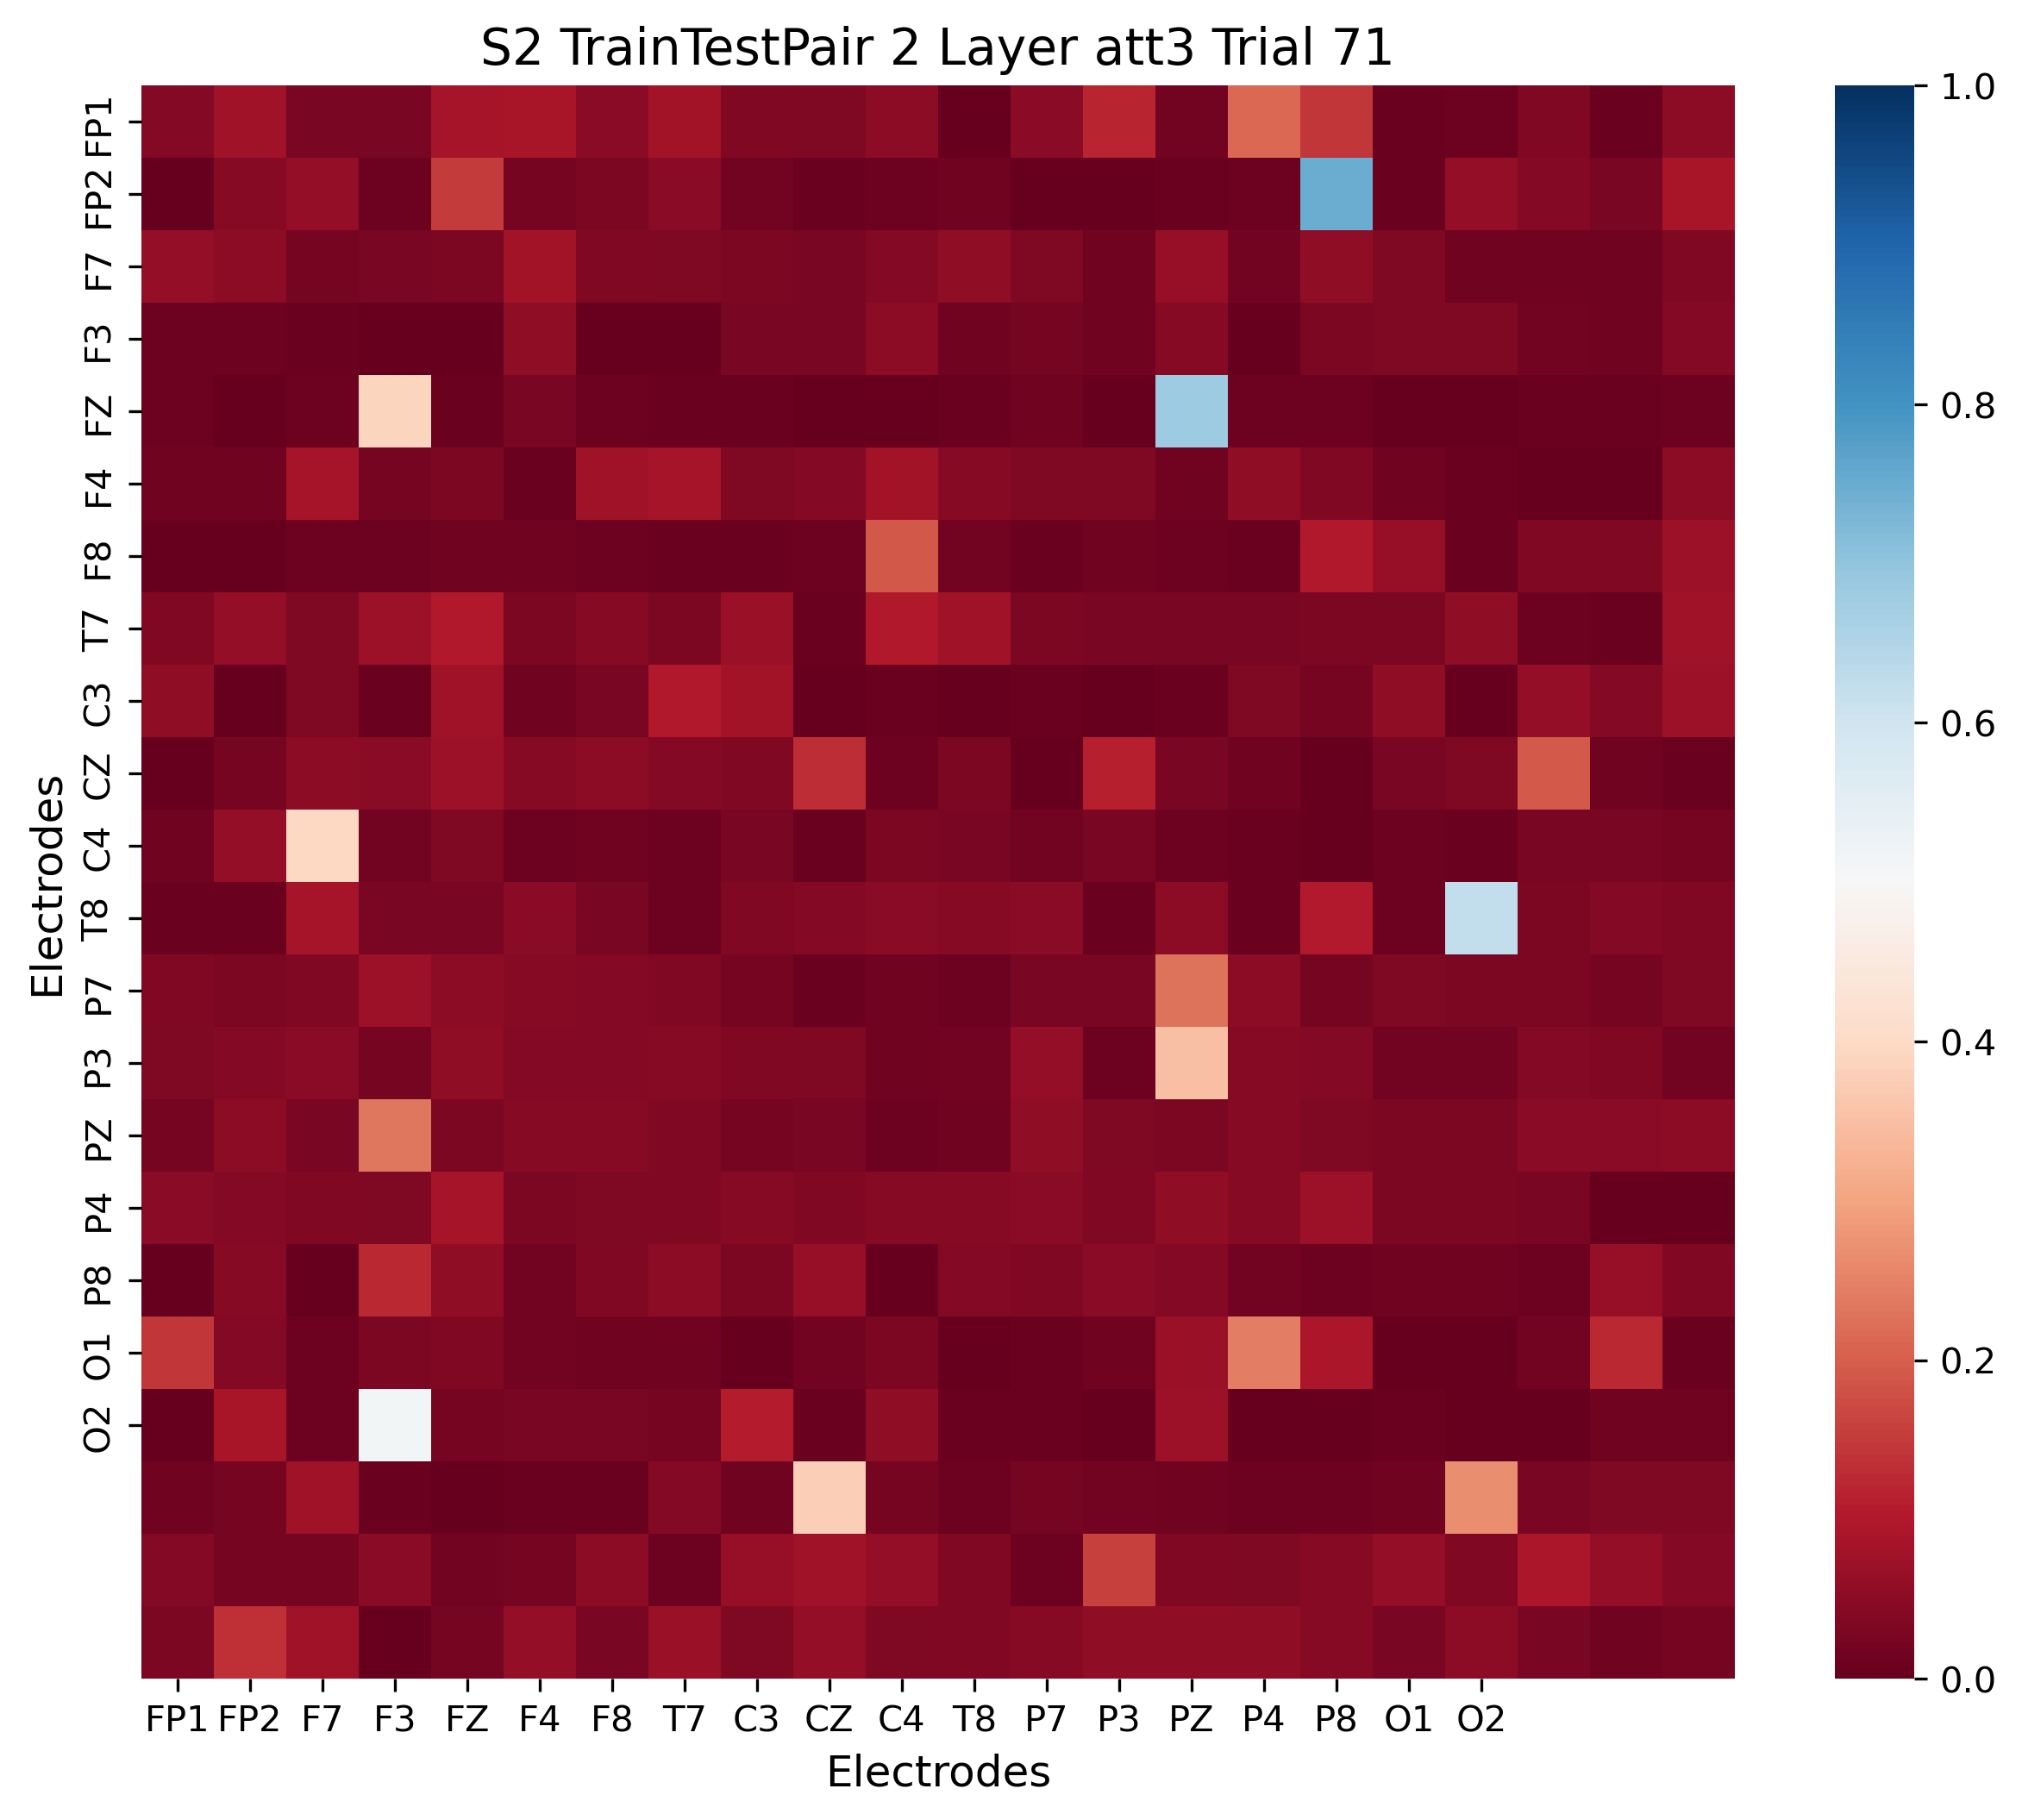 S2 TrainTestPair 2 Layer att3 Trial 71
Electrodes
FP1
FP2
F7
F3
FZ
F4
F8
T7
C3
CZ
C4
T8
P7
P3
PZ
P4
P8
O1
O2
FP1 FP2 F7 F3 FZ F4 F8 T7 C3 CZ C4 T8 P7 P3 PZ P4 P8 O1 O2
Electrodes
1.0
0.8
0.6
0.4
0.2
0.0